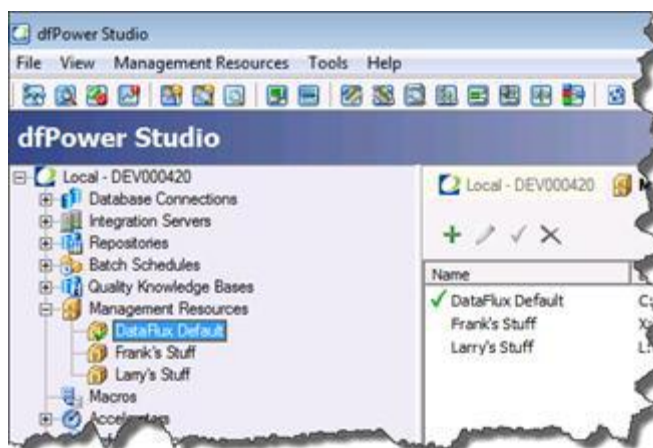 dfPower Studio
File View Management Resources Tools Help
dfPower Studio
Local - DEV000420
Database Connections
Integration Servers
Repositories
Batch Schedules
Quality Knowledge Bases
Management Resources
DataFlux Default
Frank's Stuff
Larry's Stuff
Macros
Accelerators
Local - DEV000420
Name
DataFlux Default C:
Frank's Stuff X:
Larry's Stuff L: